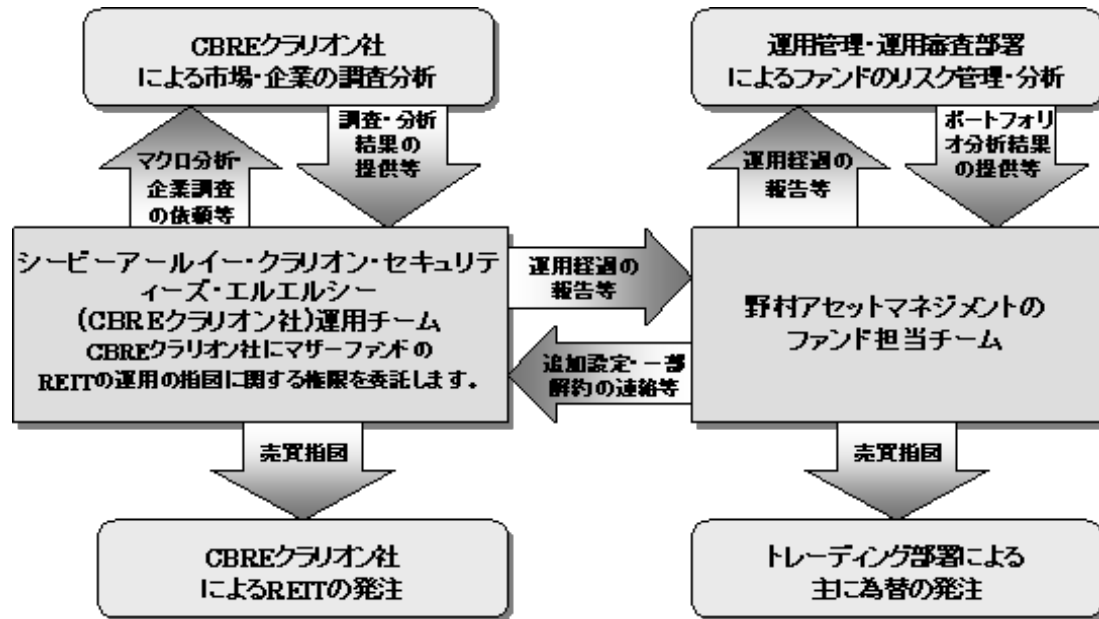 CBREクラリオン社
による市場・企業の調査分析
運用管理・運用審査部署
によるファンドのリスク管理・分析
マクロ分析・
企業調査
の依頼等
調査・分析
結果の
提供等
運用経過の
報告等
ポートフォリ
オ分析結果
の提供等
シービーアールイー・クラリオン・セキュリテ
ィーズ・エルエルシー
(CBREクラリオン社)運用チーム
CBREクラリオン社にマザーファンドの
REITの運用の指図に関する権限を委託します。
運用経過の
報告等
追加設定・一部
解約の連絡等
野村アセットマネジメントの
ファンド担当チーム
売買指図
売買指図
CBREクラリオン社
によるREITの発注
トレーディング部署による
主に為替の発注